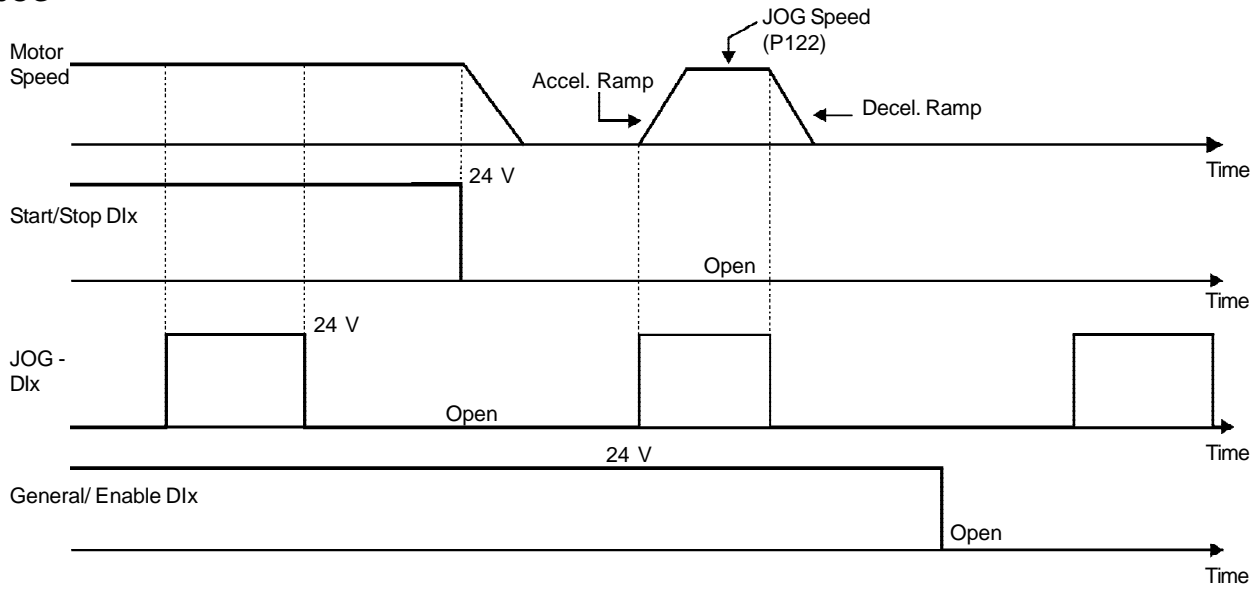 JOG Speed
(P122)
Motor
Speed
Accel. Ramp
Decel. Ramp
Time
24 V
Start/Stop DIx
Open
Time
24 V
JOG -
DIx
Open
Time
24 V
General/ Enable DIx
Open
Time